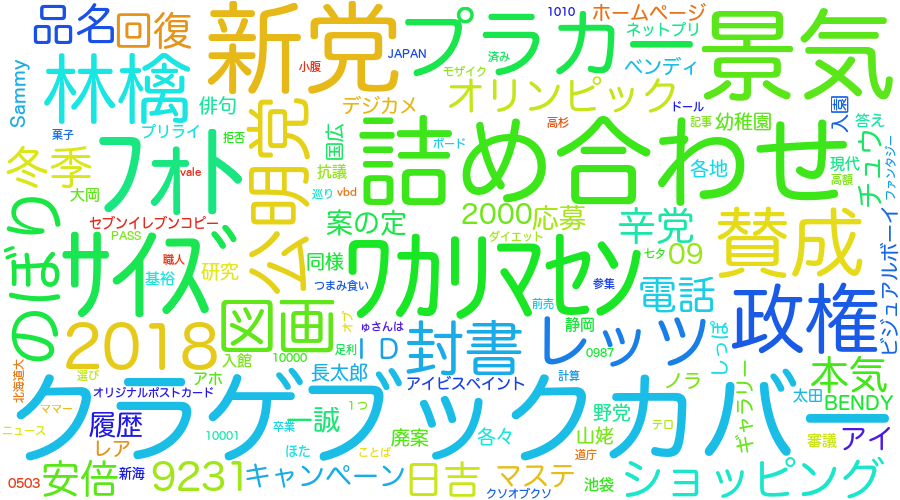 品名
回復
新党
プラカー
1010
ホームページ
ネットプリ
景気
Sammy
林檎
小腹
JAPAN
済み
モザイク
ベンディ
菓子
プリライ
俳句
デジカメ
オリンピック
ドール
入園
拒否
国広
ボード
高杉
記事
幼稚園
答え
冬季
フォト
公明党
抗議
詰め合わせ
各地
現代
高額
チュウ
ファンタジー
大岡
vale
巡り
vbd
のぼり
セブンイレブンコピー
案の定
2000
応募
辛党
賛成
PASS
ダイエット
サイズ
職人
同様
ワカリマセン
七夕
09
基裕
研究
つまみ食い
参集
電話
政権
ビジュアルボーイ
2018
図画
オブ
ゅさんは
前売
静岡
しっぽ
入館
10000
足利
ＩＤ
封書
レッツ
0987
北海道大
選び
アホ
長太郎
アイビスペイント
計算
ノラ
本気
オリジナルポストカード
クラゲブックカバー
太田
BENDY
ママー
履歴
卒業
1つ
一誠
野党
テロ
ギャラリー
アイ
ニュース
レア
10001
ほた
廃案
各々
山姥
道庁
審議
0503
安倍
新海
9231
キャンペーン
ことば
日吉
マステ
クソオブクソ
池袋
ショッピング